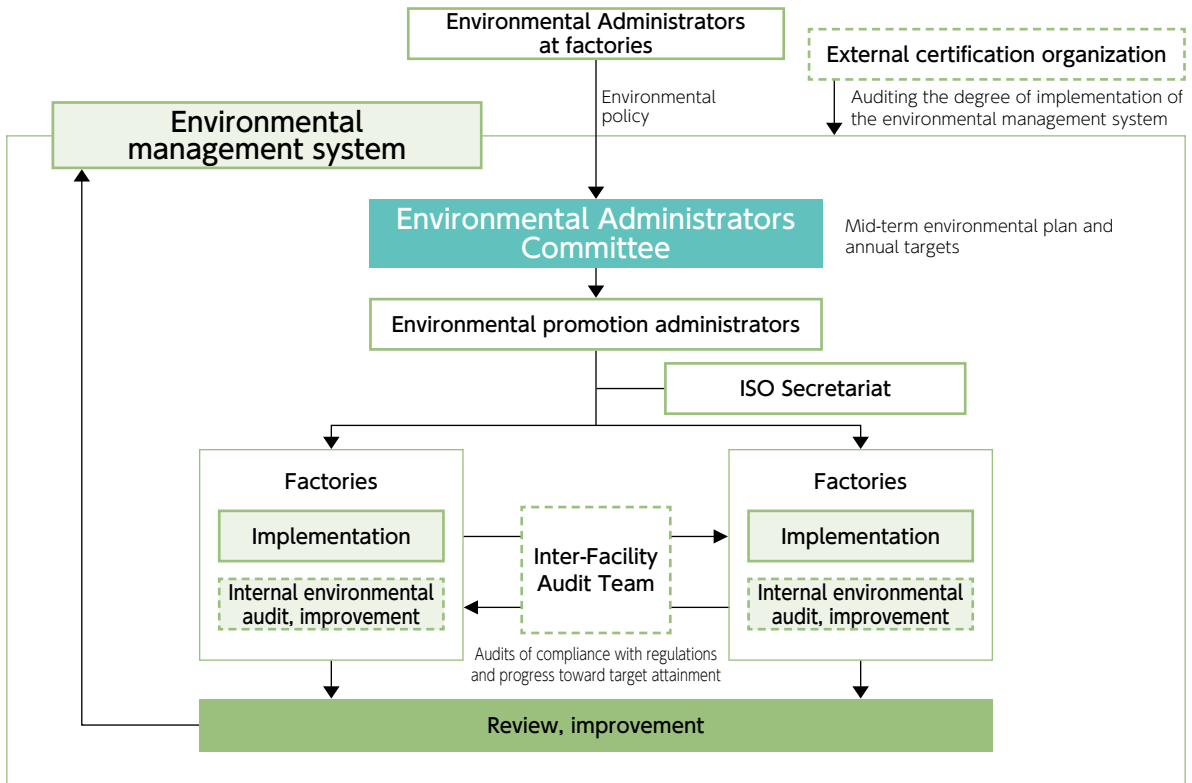 Environmental Administrators
at factories
External certification organization
Environmental
policy
Auditing the degree of implementation of
the environmental management system
Environmental
management system
Environmental Administrators
Committee
Mid-term environmental plan and
annual targets
Environmental promotion administrators
ISO Secretariat
Factories
Implementation
Internal environmental
audit, improvement
Inter-Facility
Audit Team
Factories
Implementation
Internal environmental
audit, improvement
Audits of compliance with regulations
and progress toward target attainment
Review, improvement